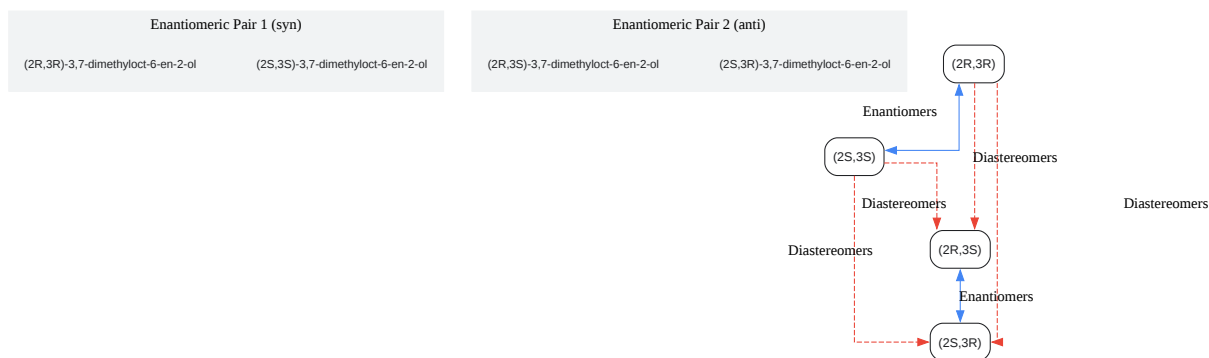 Enantiomeric Pair 1 (syn)
(2R,3R)-3,7-dimethyloct-6-en-2-ol
(2S,3S)-3,7-dimethyloct-6-en-2-ol
Enantiomeric Pair 2 (anti)
(2R,3S)-3,7-dimethyloct-6-en-2-ol
(2S,3R)-3,7-dimethyloct-6-en-2-ol
(2R,3R)
Enantiomers
(2S,3S)
Diastereomers
Diastereomers
Diastereomers
Diastereomers
(2R,3S)
Enantiomers
(2S,3R)